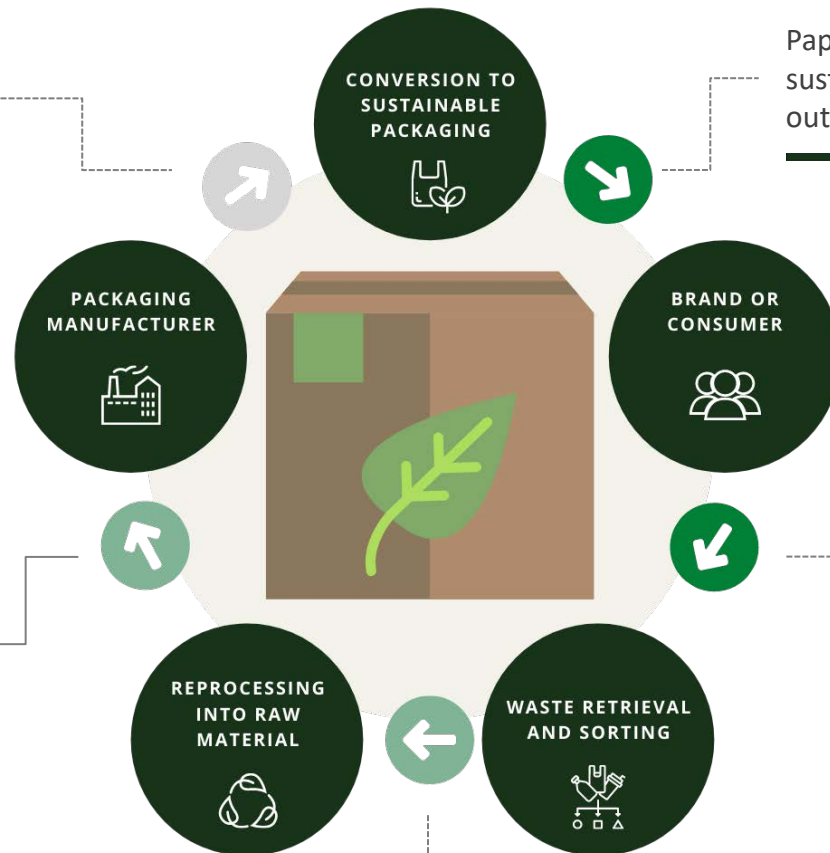 CONVERSION TO
SUSTAINABLE
PACKAGING
PACKAGING
MANUFACTURER
BRAND OR
CONSUMER
REPROCESSING
INTO RAW
MATERIAL
WASTE RETRIEVAL
AND SORTING